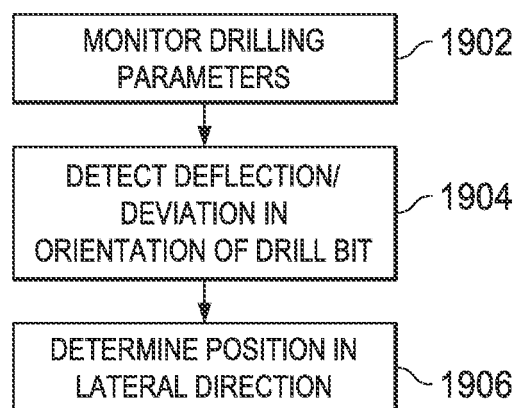 MONITOR DRILLING
PARAMETERS
1902
DETECT DEFLECTION/
DEVIATION IN
ORIENTATION OF DRILL BIT
1904
DETERMINE POSITION IN
LATERAL DIRECTION
1906